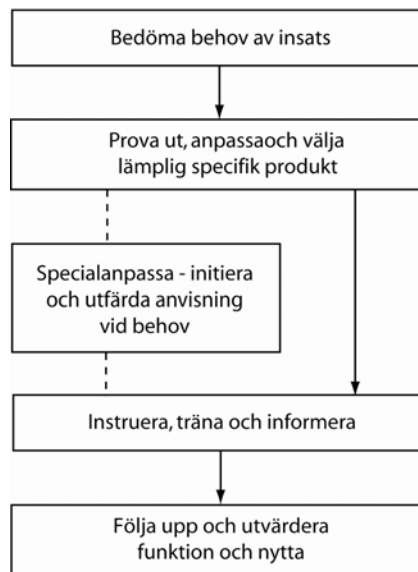 Bedöma behov av insats
Prova ut, anpassaoch välja
lämplig specifik produkt
Specialanpassa - initiera
och utfärda anvisning
vid behov
Instruera, träna och informera
Följa upp och utvärdera
funktion och nytta